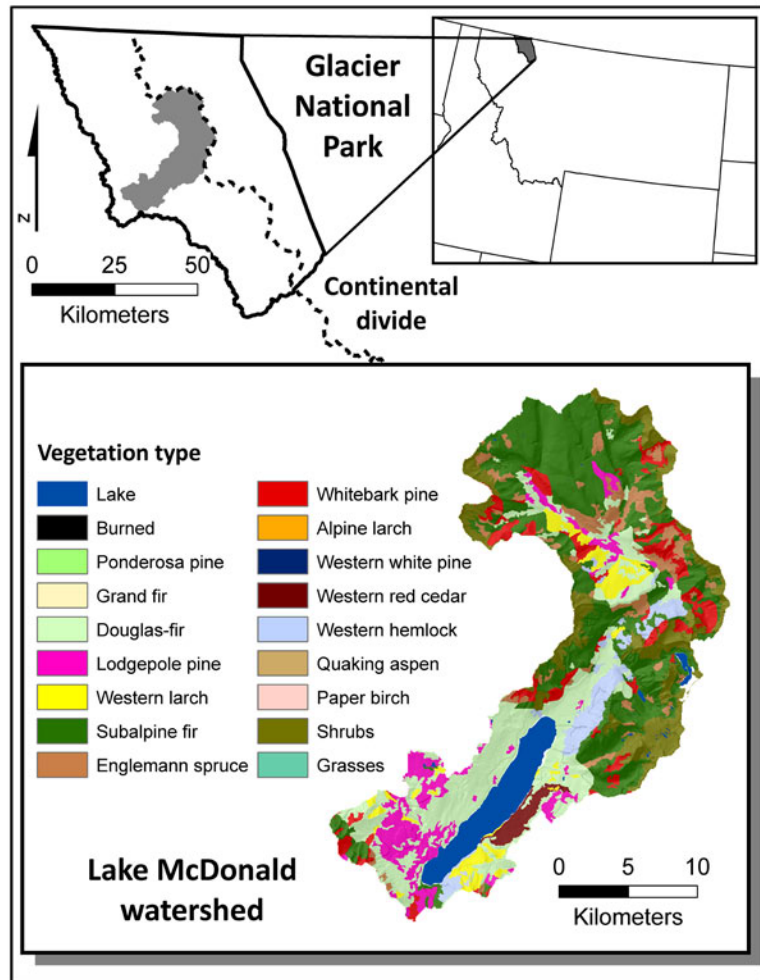 Glacier
National
Park
N
0 25 50
Kilometers
Continental
divide
Vegetation type
Lake
Burned
Ponderosa pine
Grand fir
Douglas-fir
Lodgepole pine
Western larch
Subalpine fir
Englemann spruce
Whitebark pine
Alpine larch
Western white pine
Western red cedar
Western hemlock
Quaking aspen
Paper birch
Shrubs
Grasses
Lake McDonald
watershed
0 5 10
Kilometers